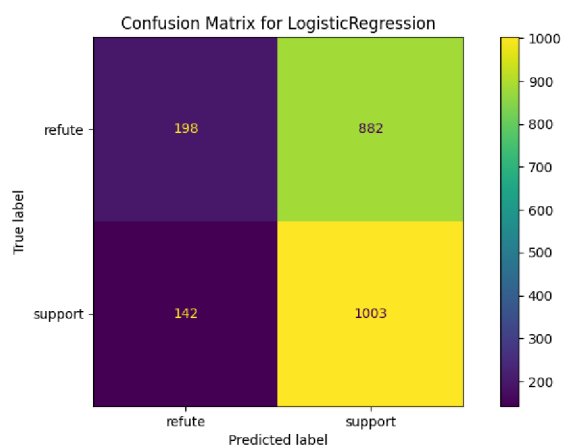 Confusion Matrix for LogisticRegression
True label
refute
198
882
support
142
1003
refute
support
Predicted label
1000
900
800
700
600
500
400
300
200